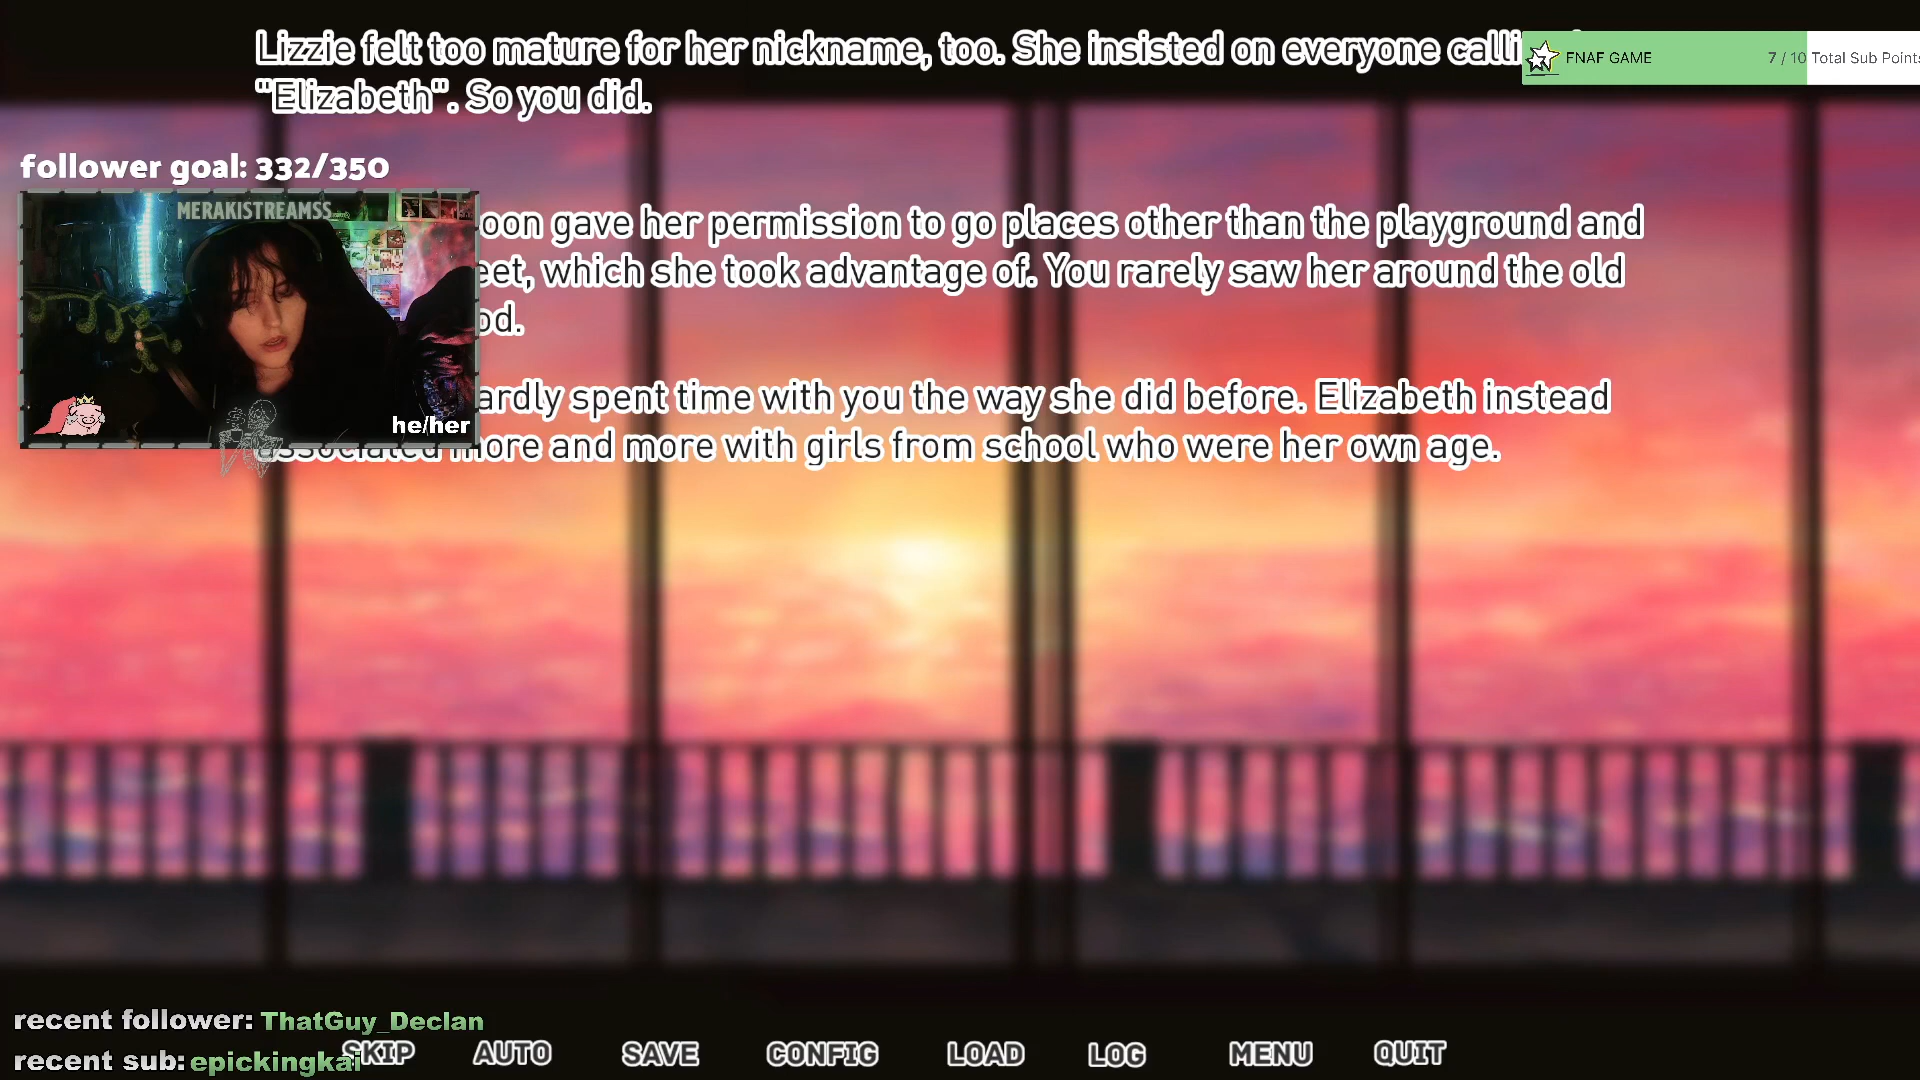 Lizzie felt too mature for her nickname, too. She insisted on everyone calli
"Elizabeth". So you did.
FNAF GAME 7 / 10 Total Sub Points
follower goal: 332/350
MERAKISTREAMSS
he/her
oon gave her permission to go places other than the playground and
eet, which she took advantage of. You rarely saw her around the old
od.
ardly spent time with you the way she did before. Elizabeth instead
associated more and more with girls from school who were her own age.
recent follower: ThatGuy_Declan
recent sub: epickingkai
SKIP AUTO SAVE CONFIG LOAD LOG MENU QUIT